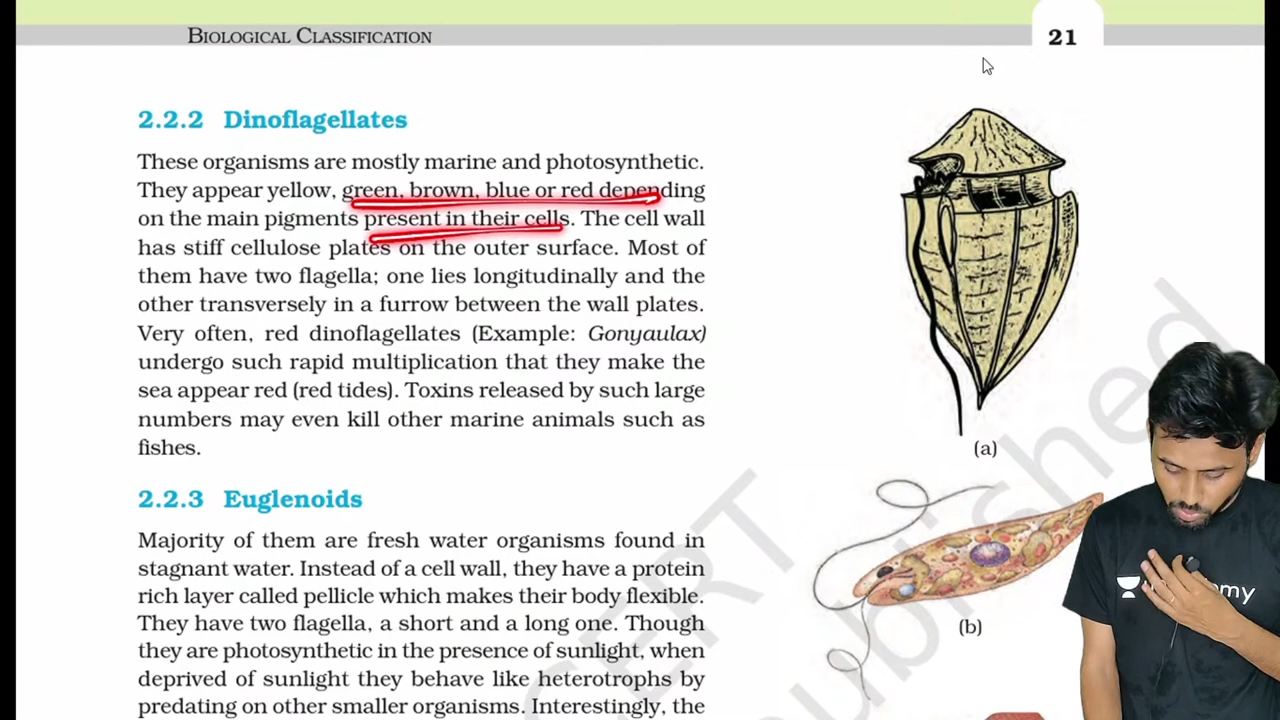 BIOLOGICAL CLASSIFICATION
21
2.2.2 Dinoflagellates
These organisms are mostly marine and photosynthetic.
They appear yellow, green, brown, blue or red depending
on the main pigments present in their cells. The cell wall
has stiff cellulose plates on the outer surface. Most of
them have two flagella; one lies longitudinally and the
other transversely in a furrow between the wall plates.
Very often, red dinoflagellates (Example: Gonyaulax)
undergo such rapid multiplication that they make the
sea appear red (red tides). Toxins released by such large
numbers may even kill other marine animals such as
fishes.
(a)
2.2.3 Euglenoids
Majority of them are fresh water organisms found in
stagnant water. Instead of a cell wall, they have a protein
rich layer called pellicle which makes their body flexible.
They have two flagella, a short and a long one. Though
they are photosynthetic in the presence of sunlight, when
deprived of sunlight they behave like heterotrophs by
predating on other smaller organisms. Interestingly, the
(b)